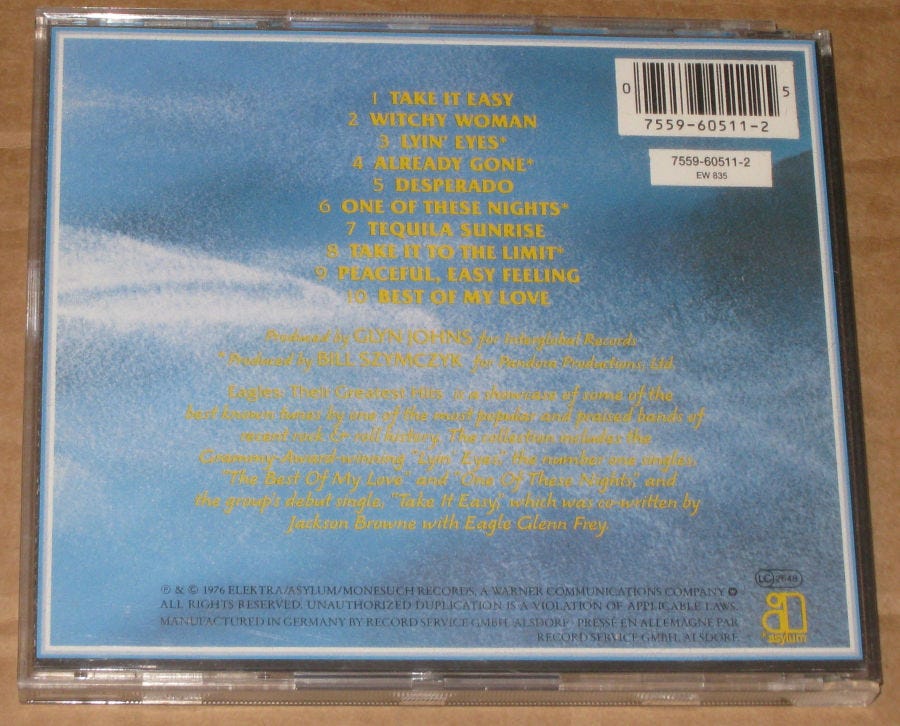 1 TAKE IT EASY
2 WITCHY WOMAN
3 LYIN' EYES*
4 ALREADY GONE*
5 DESPERADO
6 ONE OF THESE NIGHTS*
7 TEQUILA SUNRISE
8 TAKE IT TO THE LIMIT*
9 PEACEFUL, EASY FEELING
10 BEST OF MY LOVE
0 7559-60511-2 5
7559-60511-2
EW 835
Produced by GLYN JOHNS for Interglobal Records
* Produced by BILL SZYMCZYK for Pandora Productions, Ltd.
Eagles: Their Greatest Hits is a showcase of some of the
best known tunes by one of the most popular and praised bands of
recent rock & roll history. The collection includes the
Grammy-Award-winning "Lyin' Eyes," the number one singles,
"The Best Of My Love" and "One Of These Nights," and
the group's debut single, "Take It Easy," which was co-written by
Jackson Browne with Eagle Glenn Frey.
LC 2648
℗ & © 1976 ELEKTRA/ASYLUM/NONESUCH RECORDS, A WARNER COMMUNICATIONS COMPANY
ALL RIGHTS RESERVED. UNAUTHORIZED DUPLICATION IS A VIOLATION OF APPLICABLE LAWS.
MANUFACTURED IN GERMANY BY RECORD SERVICE GMBH, ALSDORF · PRESSÉ EN ALLEMAGNE PAR
RECORD SERVICE GMBH, ALSDORF.
asylum